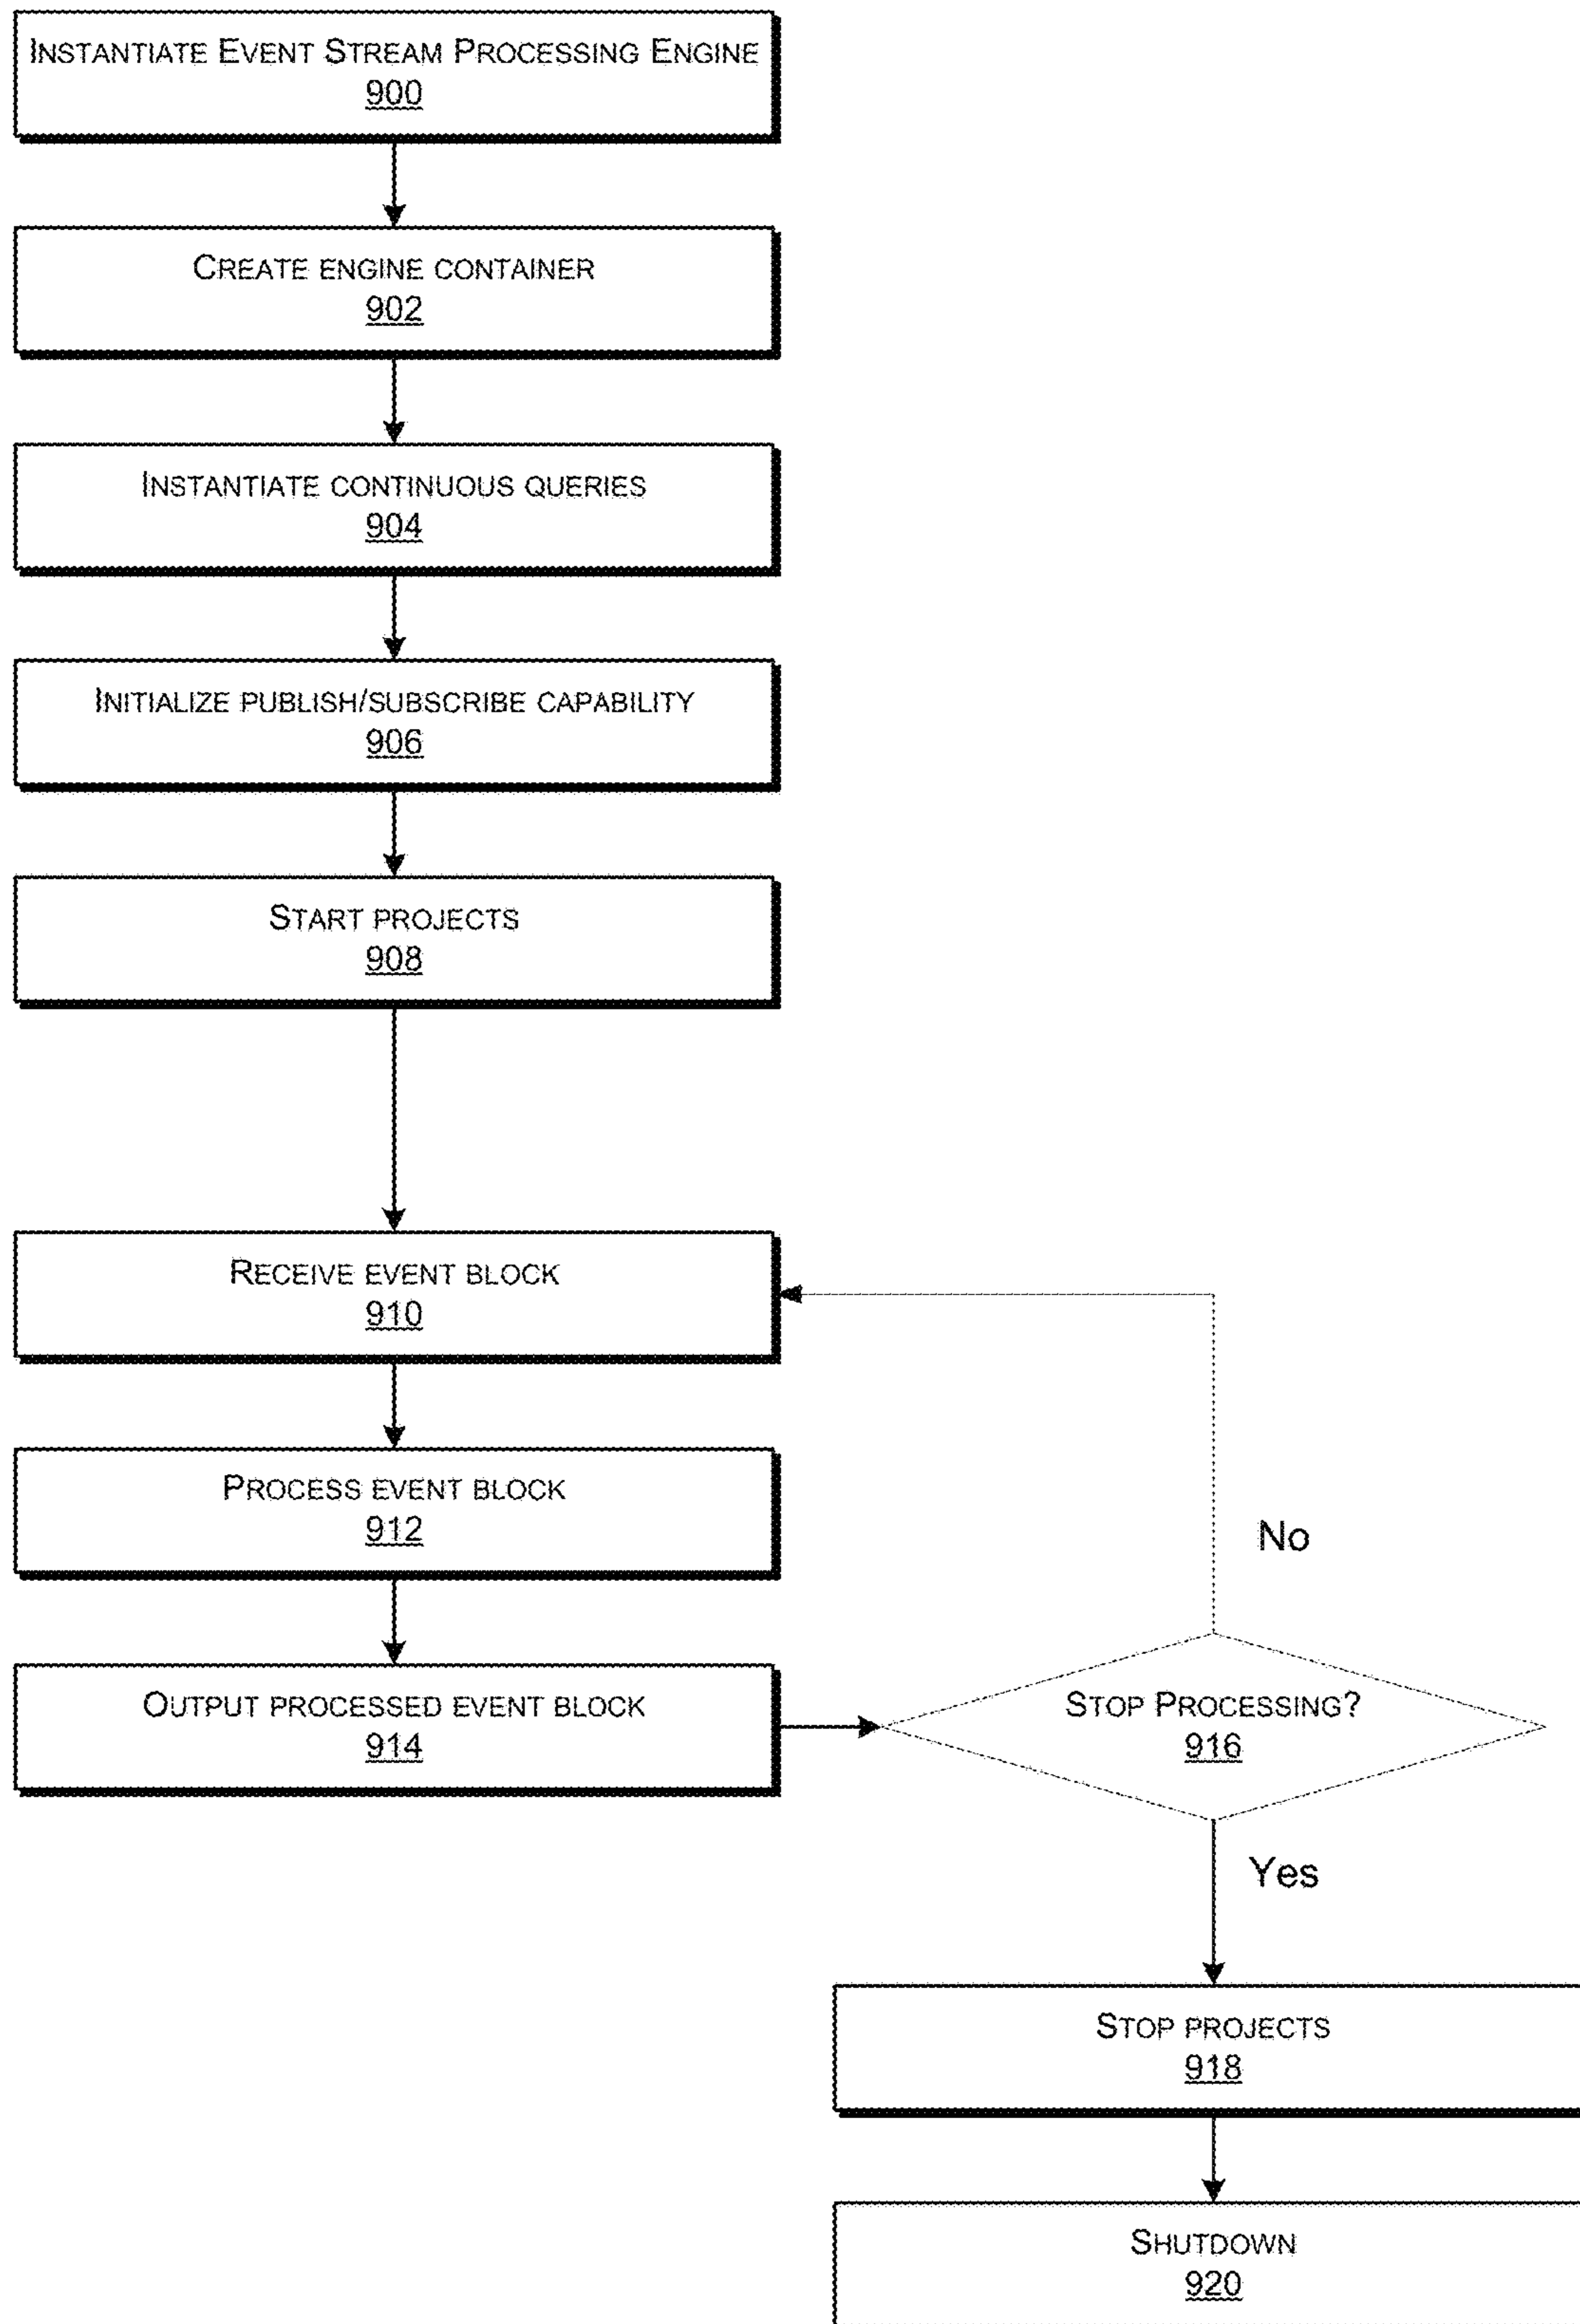 INSTANTIATE EVENT STREAM PROCESSING ENGINE
900
CREATE ENGINE CONTAINER
902
INSTANTIATE CONTINUOUS QUERIES
904
INITIALIZE PUBLISH/SUBSCRIBE CAPABILITY
906
START PROJECTS
908
RECEIVE EVENT BLOCK
910
PROCESS EVENT BLOCK
912
No
OUTPUT PROCESSED EVENT BLOCK
914
STOP PROCESSING?
916
Yes
STOP PROJECTS
918
SHUTDOWN
920